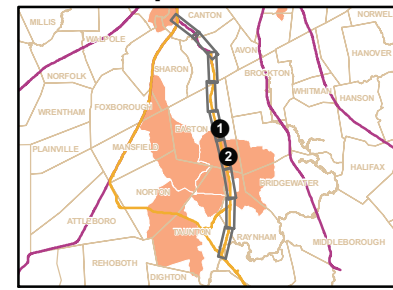 MILLIS
CANTON
NORWEL
WALPOLE
AVON
HANOVER
SHARON
BROCKTON
NORFOLK
WHITMAN
HANSON
FOXBOROUGH
WRENTHAM
EASTON
1
MANSFIELD
PLAINVILLE
2
HALIFAX
BRIDGEWATER
NORTON
ATTLEBORO
TAUNTON
RAYNHAM
MIDDLEBOROUGH
REHOBOTH
DIGHTON